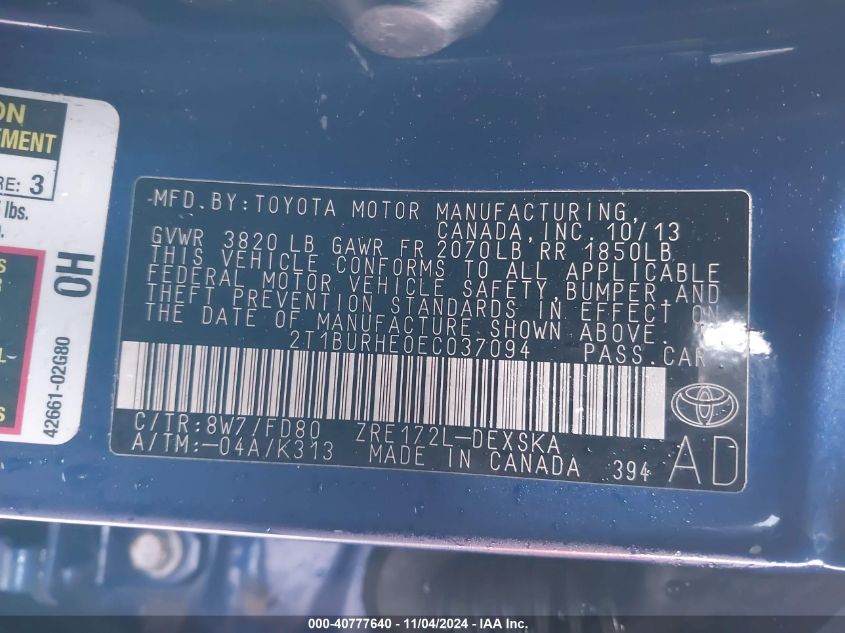 ON
TMENT
RE: 3
lbs.
OH
42661-02G80
-MFD. BY: TOYOTA MOTOR MANUFACTURING,
CANADA, INC. 10/13
GVWR 3820 LB GAWR FR 2070LB RR 1850LB
THIS VEHICLE CONFORMS TO ALL APPLICABLE
FEDERAL MOTOR VEHICLE SAFETY, BUMPER, AND
THEFT PREVENTION STANDARDS IN EFFECT ON
THE DATE OF MANUFACTURE SHOWN ABOVE.
2T1BURHE0EC037094 PASS. CAR
C/TR: 8W7/FD80 ZRE172L-DEXSKA
A/TM: -04A/K313 MADE IN CANADA 394
AD
000-40777640 - 11/04/2024 - IAA Inc.